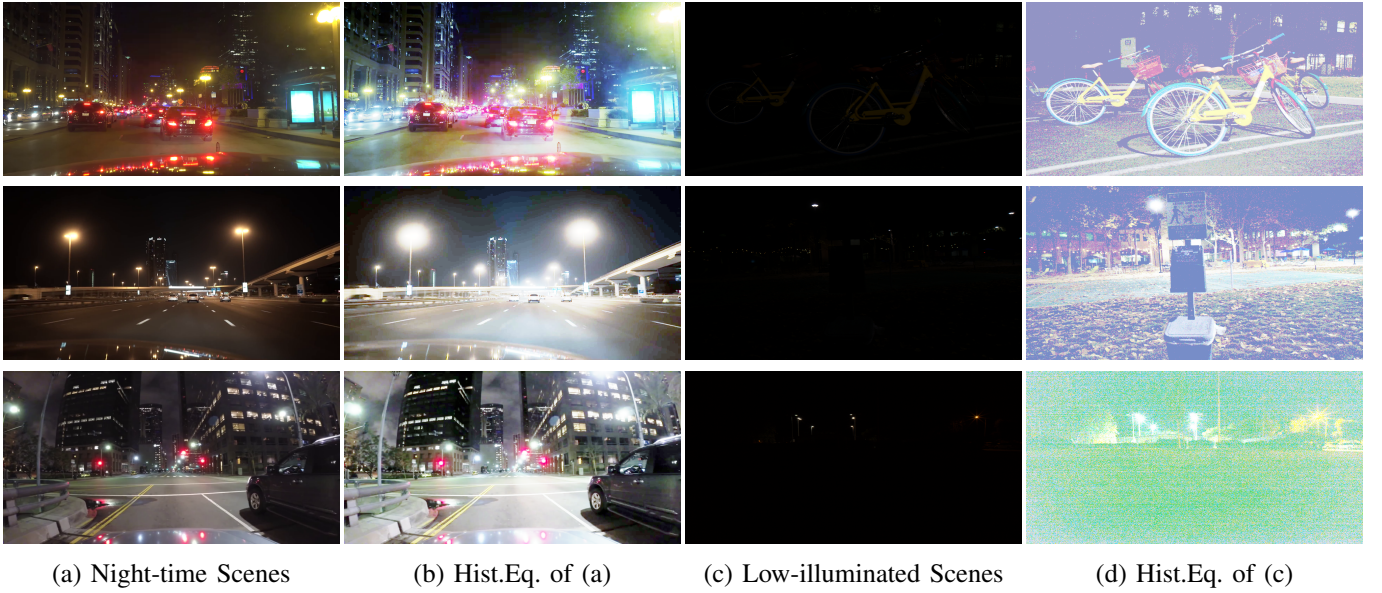 (a) Night-time Scenes
(b) Hist.Eq. of (a)
(c) Low-illuminated Scenes
(d) Hist.Eq. of (c)